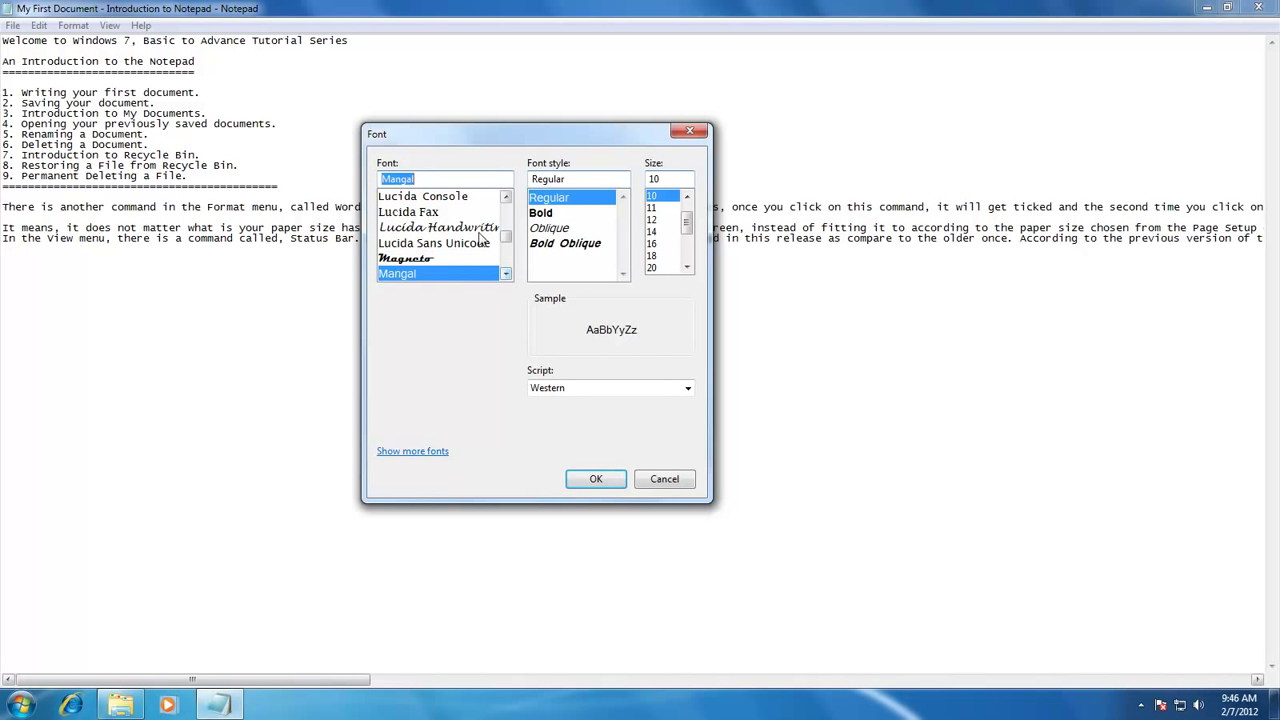 My First Document - Introduction to Notepad - Notepad
File Edit Format View Help
Welcome to Windows 7, Basic to Advance Tutorial Series
An Introduction to the Notepad
==============================
1. Writing your first document.
2. Saving your document.
3. Introduction to My Documents.
4. Opening your previously saved documents.
5. Renaming a Document.
6. Deleting a Document.
7. Introduction to Recycle Bin.
8. Restoring a File from Recycle Bin.
9. Permanent Deleting a File.
===========================================
There is another command in the Format menu, called Word s, once you click on this command, it will get ticked and the second time you click on
It means, it does not matter what is your paper size has reen, instead of fitting it to according to the paper size chosen from the Page Setup
In the View menu, there is a command called, Status Bar. d in this release as compare to the older once. According to the previous version of t
Font
Font: Font style: Size:
Mangal Regular 10
Lucida Console
Lucida Fax
Lucida Handwritin
Lucida Sans Unicode
Magneto
Mangal
Regular
Bold
Oblique
Bold Oblique
10
11
12
14
16
18
20
Sample
AaBbYyZz
Script:
Western
Show more fonts
OK Cancel
9:46 AM
2/7/2012